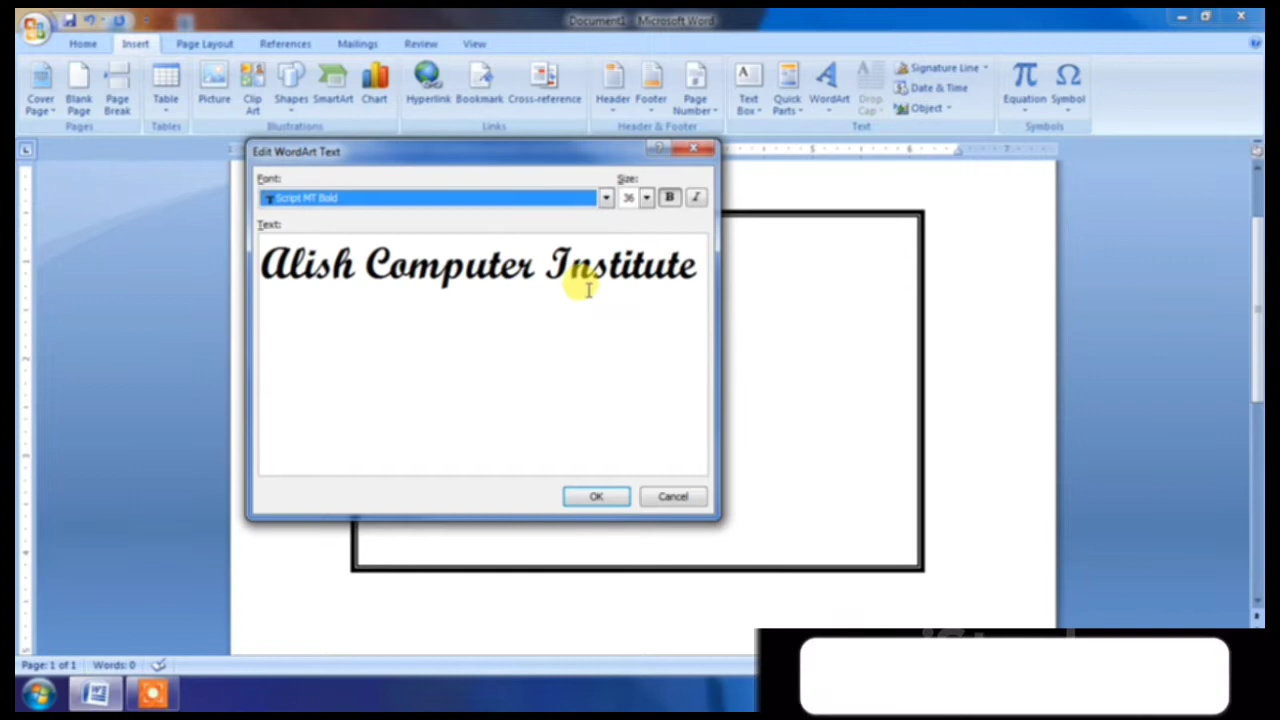 Document1 - Microsoft Word
Home Insert Page Layout References Mailings Review View
Cover Page
Blank Page
Page Break
Pages
Table
Tables
Picture
Clip Art
Shapes
SmartArt
Chart
Illustrations
Hyperlink
Bookmark
Cross-reference
Links
Header
Footer
Page Number
Header & Footer
Text Box
Quick Parts
WordArt
Drop Cap
Signature Line
Date & Time
Object
Text
Equation
Symbol
Symbols
Edit WordArt Text
Font:
Size:
Script MT Bold
36
B
I
Text:
Alish Computer Institute
OK
Cancel
5 6 7
Page: 1 of 1 Words: 0